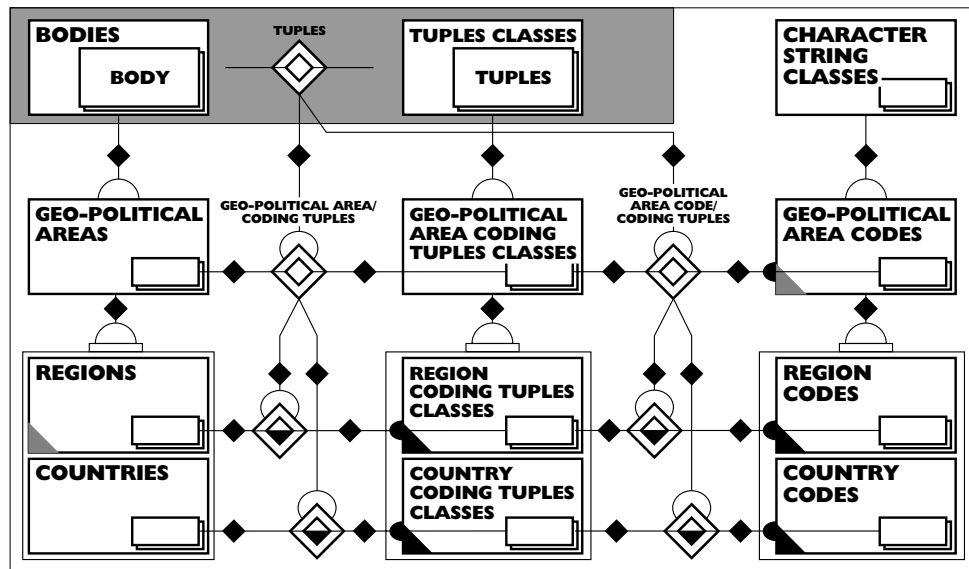 BODIES
BODY
TUPLES
TUPLES CLASSES
TUPLES
CHARACTER
STRING
CLASSES
GEO-POLITICAL
AREAS
GEO-POLITICAL AREA/
CODING TUPLES
GEO-POLITICAL
AREA CODING
TUPLES CLASSES
GEO-POLITICAL
AREA CODE/
CODING TUPLES
GEO-POLITICAL
AREA CODES
REGIONS
REGION
CODING TUPLES
CLASSES
REGION
CODES
COUNTRIES
COUNTRY
CODING TUPLES
CLASSES
COUNTRY
CODES